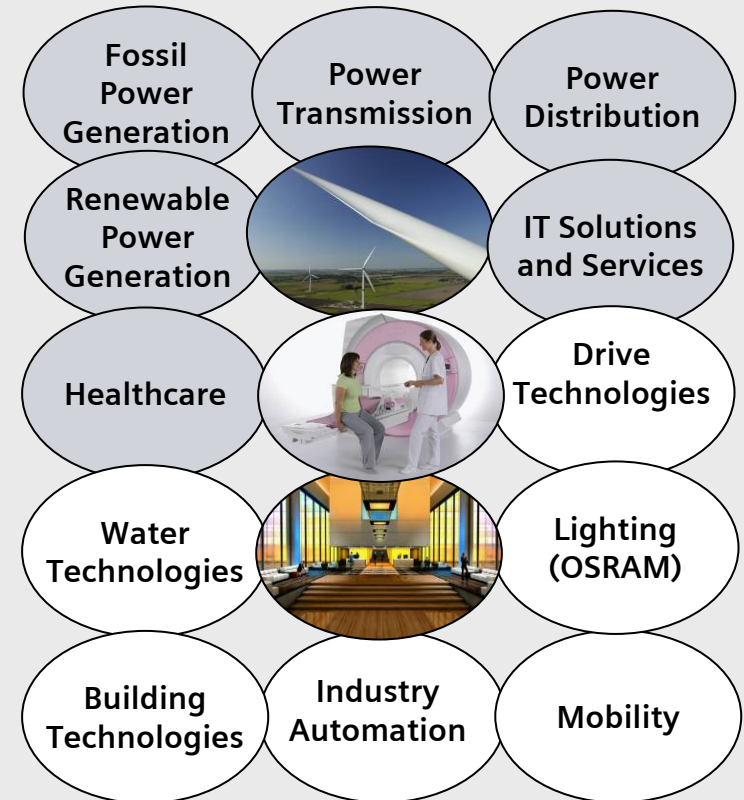 Fossil
Power
Generation
Power
Transmission
Power
Distribution
Renewable
Power
Generation
IT Solutions
and Services
Healthcare
Drive
Technologies
Water
Technologies
Lighting
(OSRAM)
Building
Technologies
Industry
Automation
Mobility